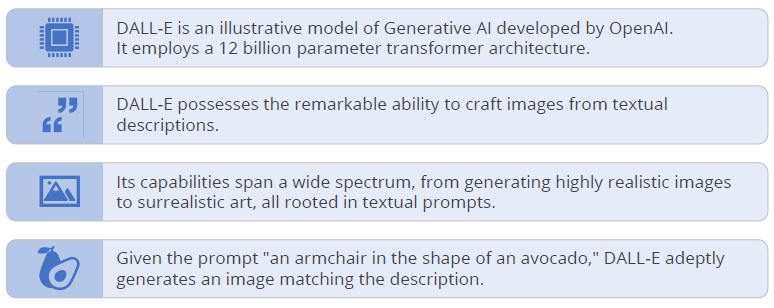 DALL-E is an illustrative model of Generative AI developed by OpenAI.
It employs a 12 billion parameter transformer architecture.
DALL-E possesses the remarkable ability to craft images from textual
descriptions.
Its capabilities span a wide spectrum, from generating highly realistic images
to surrealistic art, all rooted in textual prompts.
Given the prompt "an armchair in the shape of an avocado," DALL-E adeptly
generates an image matching the description.